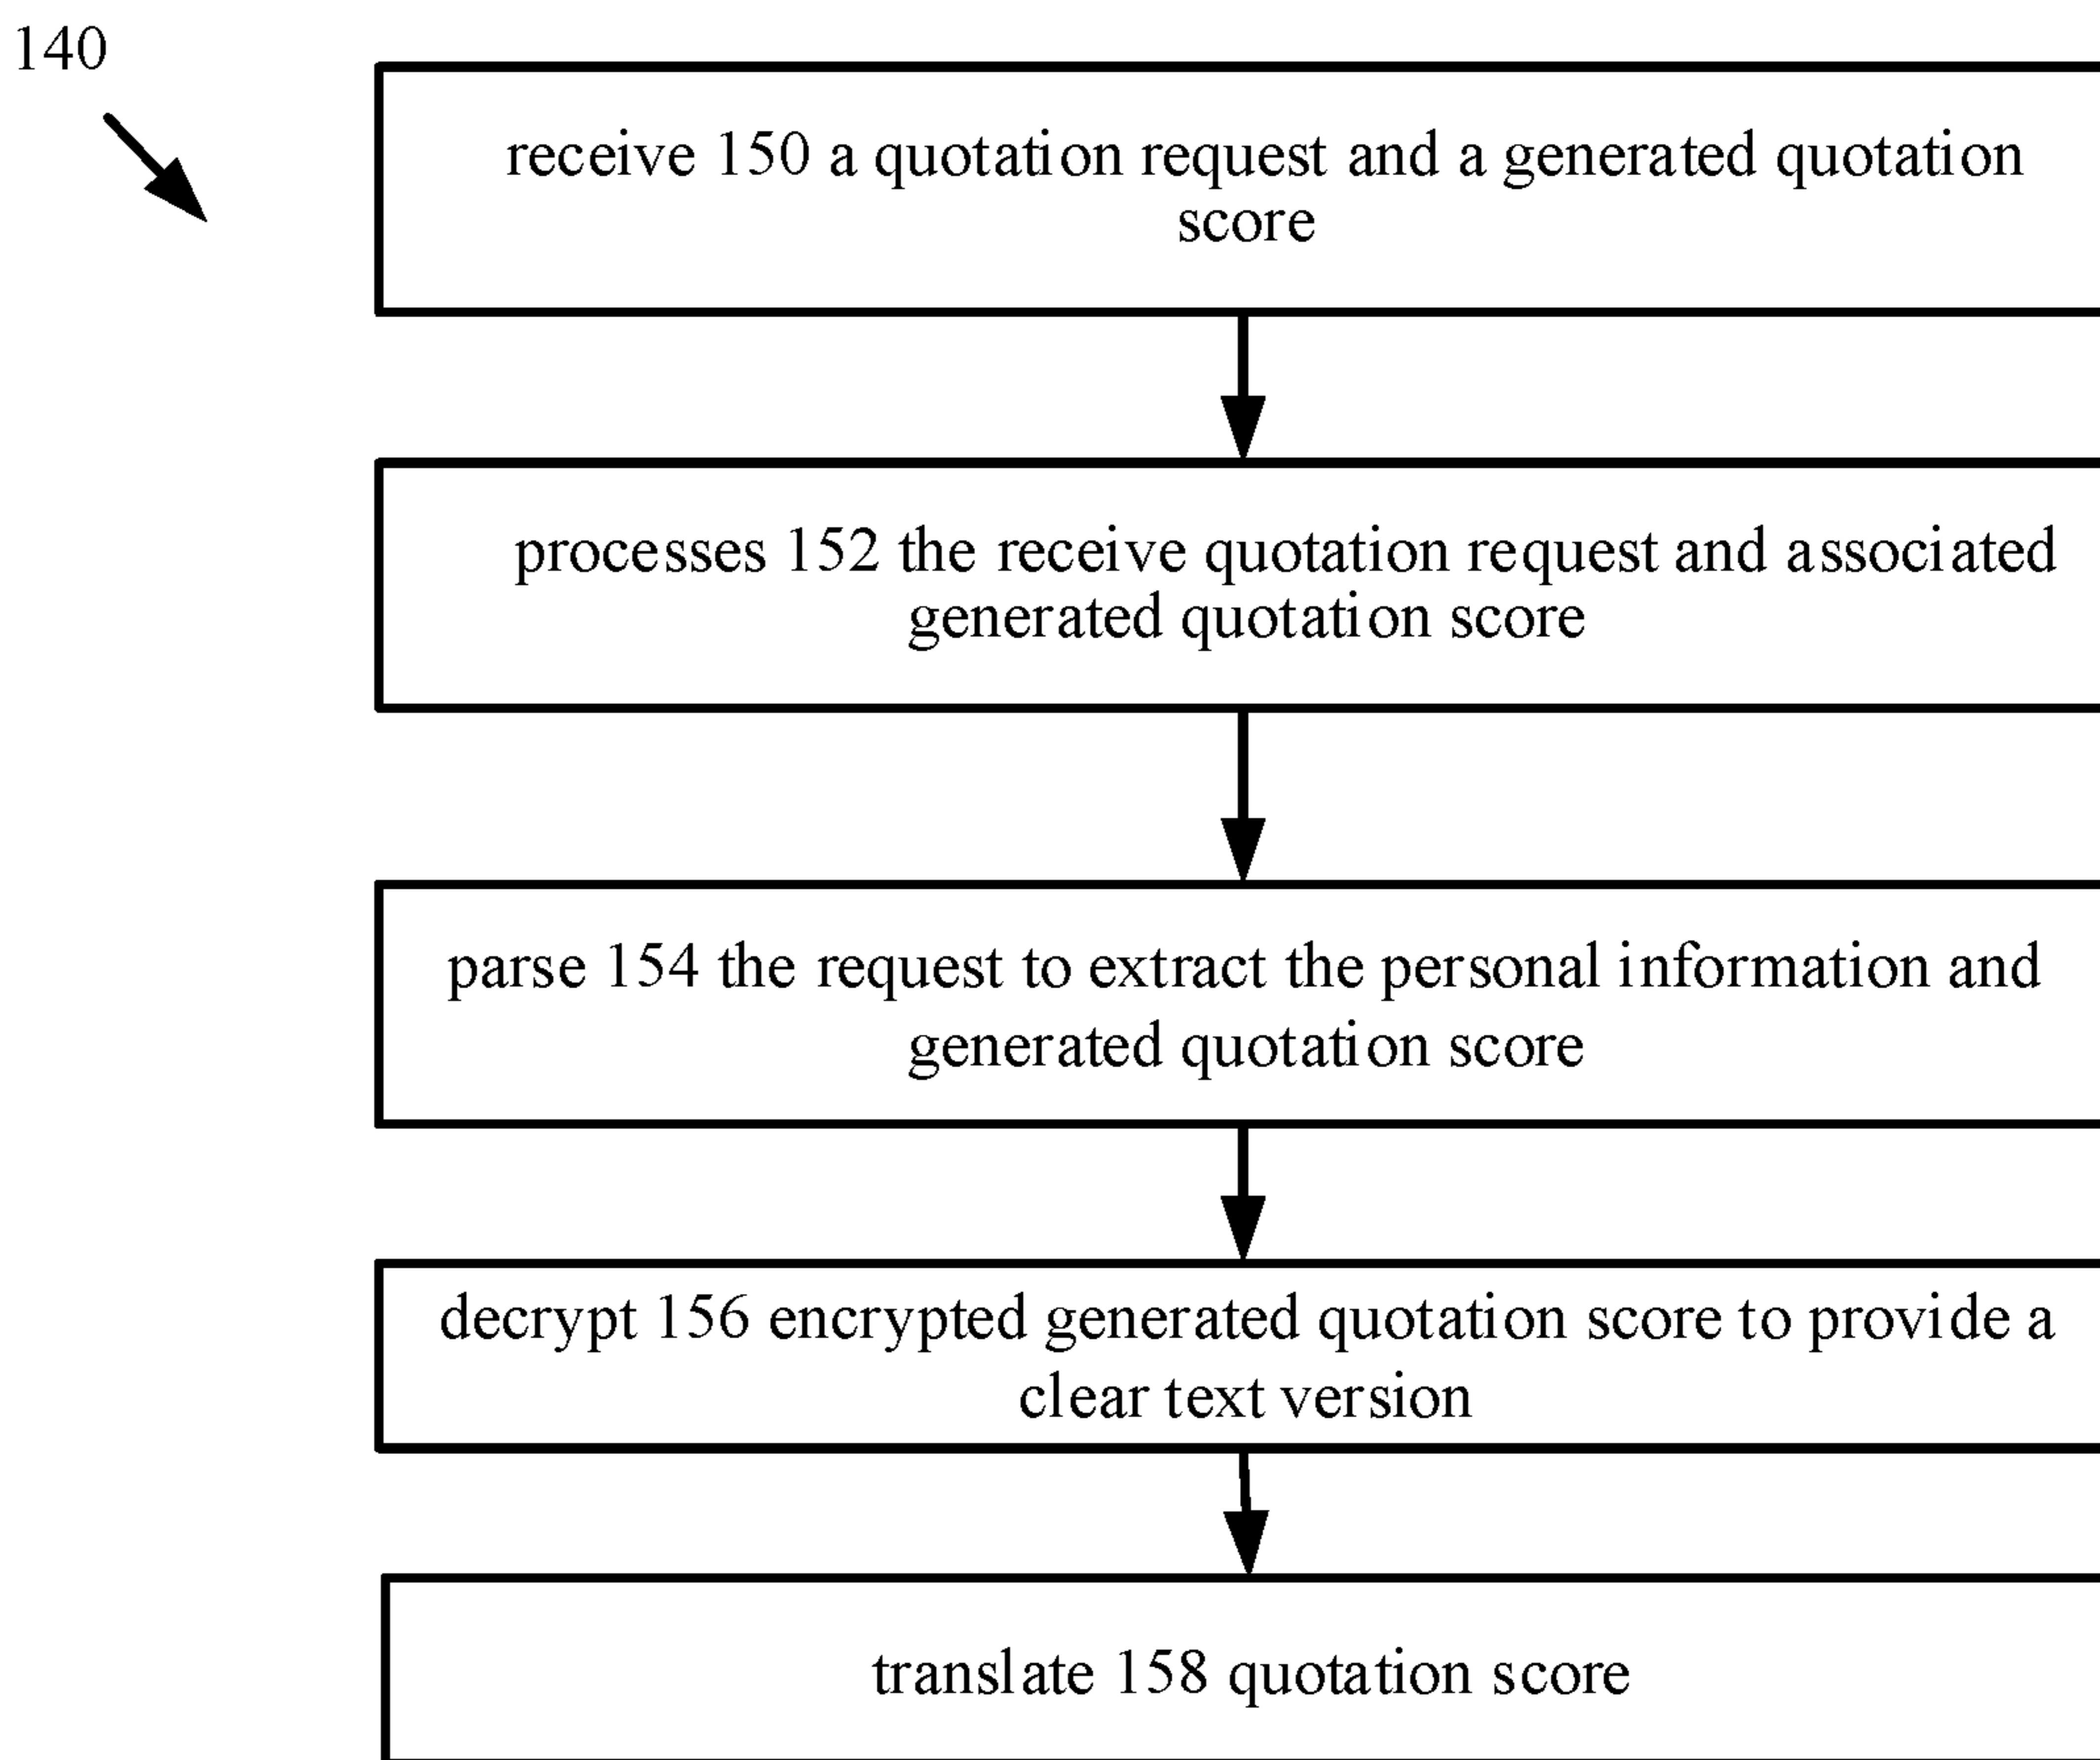 140
receive 150 a quotation request and a generated quotation
score
processes 152 the receive quotation request and associated
generated quotation score
parse 154 the request to extract the personal information and
generated quotation score
decrypt 156 encrypted generated quotation score to provide a
clear text version
translate 158 quotation score